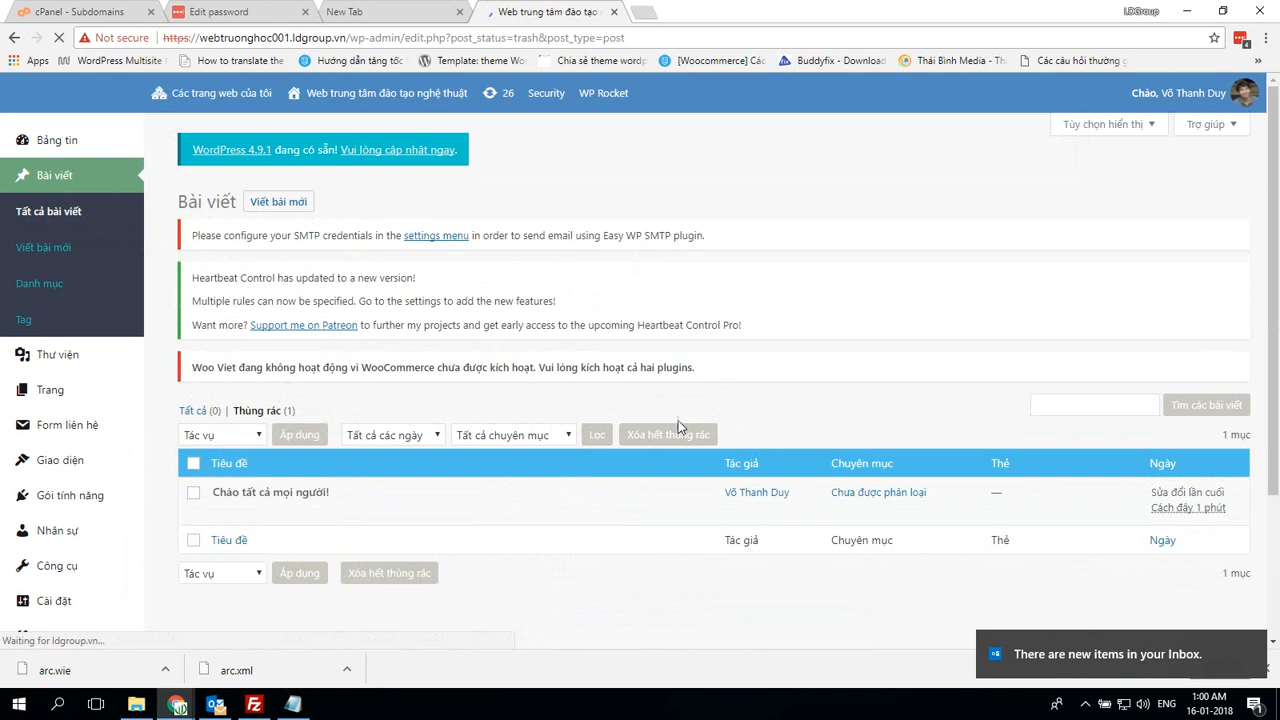 cPanel - Subdomains
Edit password
New Tab
Web trung tâm đào tạo n
LDGroup
Not secure
https://webtruonghoc001.ldgroup.vn/wp-admin/edit.php?post_status=trash&post_type=post
4
Apps
WordPress Multisite
How to translate the
Hướng dẫn tăng tốc
Template: theme Wor
Chia sẻ theme wordp
[Woocommerce] Các
Buddyfix - Download
Thái Bình Media - Th
Các câu hỏi thường g
Các trang web của tôi
Web trung tâm đào tạo nghệ thuật
26
Security
WP Rocket
Chào, Võ Thanh Duy
Tùy chọn hiển thị
Trợ giúp
Bảng tin
Bài viết
Tất cả bài viết
Viết bài mới
Danh mục
Tag
Thư viện
Trang
Form liên hệ
Giao diện
Gói tính năng
Nhân sự
Công cụ
Cài đặt
WordPress 4.9.1 đang có sẵn! Vui lòng cập nhật ngay.
Bài viết
Viết bài mới
Please configure your SMTP credentials in the settings menu in order to send email using Easy WP SMTP plugin.
Heartbeat Control has updated to a new version!
Multiple rules can now be specified. Go to the settings to add the new features!
Want more? Support me on Patreon to further my projects and get early access to the upcoming Heartbeat Control Pro!
Woo Viet đang không hoạt động vì WooCommerce chưa được kích hoạt. Vui lòng kích hoạt cả hai plugins.
Tất cả (0) | Thùng rác (1)
Tìm các bài viết
Tác vụ
Áp dụng
Tất cả các ngày
Tất cả chuyên mục
Lọc
Xóa hết thùng rác
1 mục
Tiêu đề
Tác giả
Chuyên mục
Thẻ
Ngày
Chào tất cả mọi người!
Võ Thanh Duy
Chưa được phân loại
—
Sửa đổi lần cuối
Cách đây 1 phút
Tiêu đề
Tác giả
Chuyên mục
Thẻ
Ngày
Tác vụ
Áp dụng
Xóa hết thùng rác
1 mục
Waiting for ldgroup.vn...
There are new items in your Inbox.
arc.wie
arc.xml
ENG
1:00 AM
16-01-2018
1